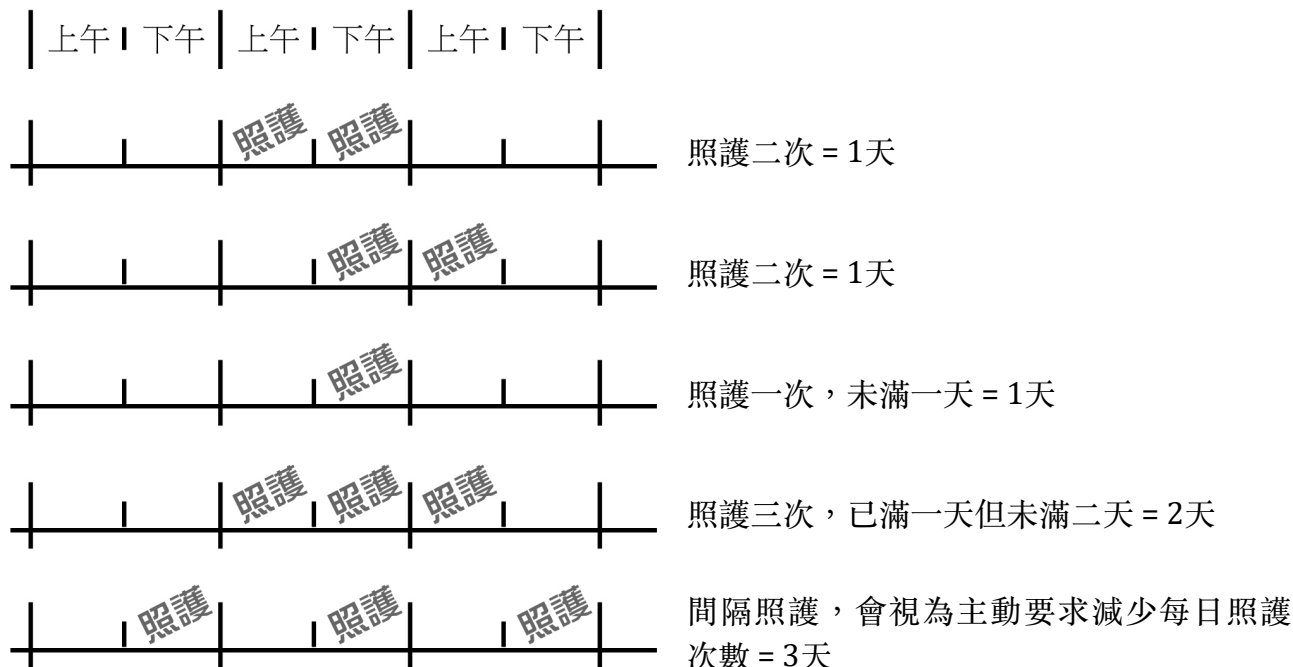 上午 下午 上午 下午 上午 下午
照護 照護
照護二次 = 1天
照護 照護
照護二次 = 1天
照護
照護一次，未滿一天 = 1天
照護 照護 照護
照護三次，已滿一天但未滿二天 = 2天
照護 照護 照護
間隔照護，會視為主動要求減少每日照護
次數 = 3天